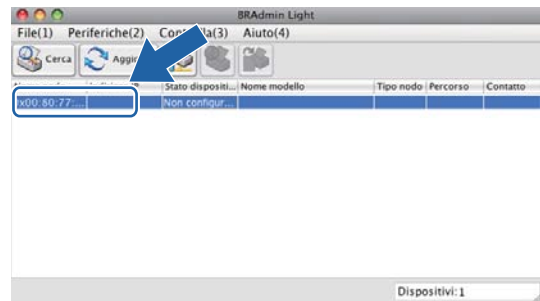 BRAdmin Light
File(1) Periferiche(2) Aiuto(4)
Cerca
Stato dispositi... Nome modello Tipo nodo Percorso Contatto
Non configur...
Dispositivi: 1